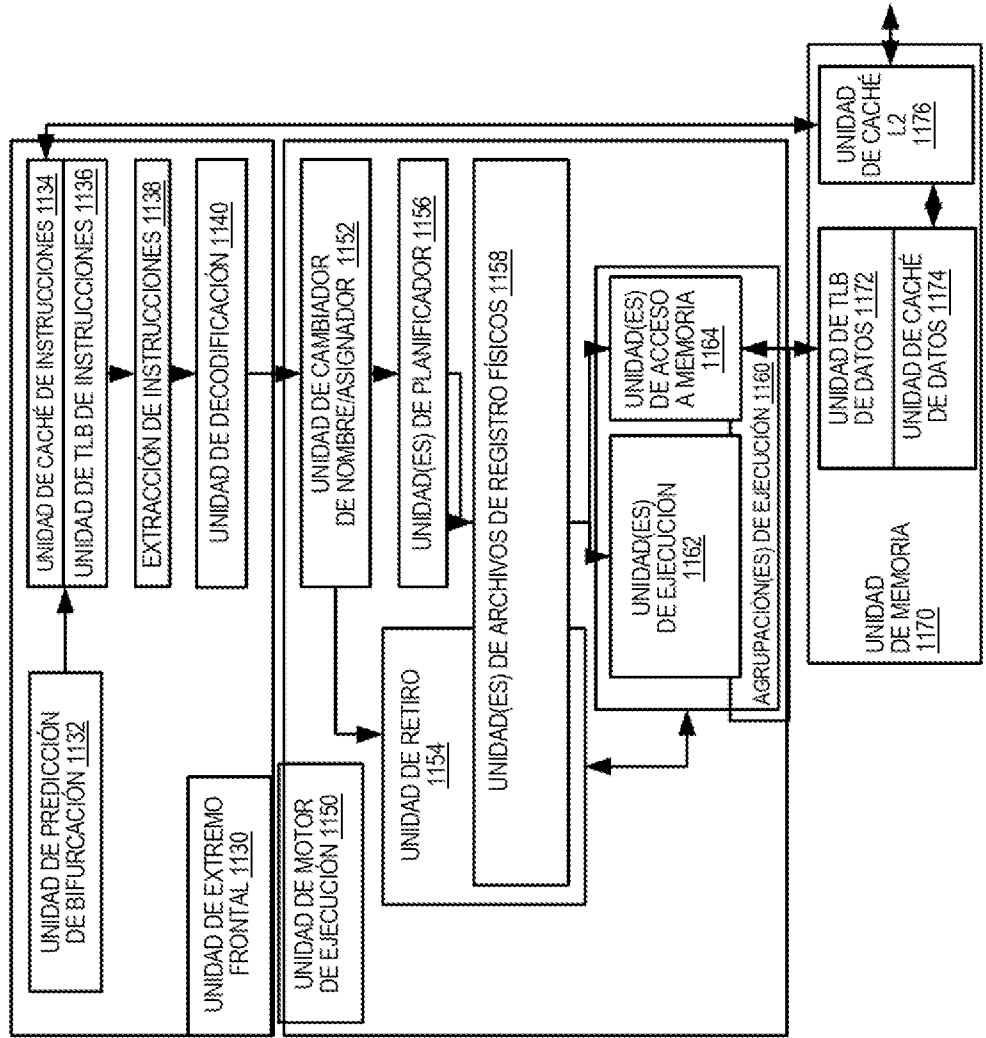 UNIDAD DE PREDICCIÓN
DE BIFURCACIÓN 1132
UNIDAD DE CACHÉ DE INSTRUCCIONES 1134
UNIDAD DE TLB DE INSTRUCCIONES 1136
EXTRACCIÓN DE INSTRUCCIONES 1138
UNIDAD DE DECODIFICACIÓN 1140
UNIDAD DE EXTREMO
FRONTAL 1130
UNIDAD DE MOTOR
DE EJECUCIÓN 1150
UNIDAD DE CAMBIADOR
DE NOMBRE/ASIGNADOR 1152
UNIDAD DE RETIRO
1154
UNIDAD(ES) DE PLANIFICADOR 1156
UNIDAD(ES) DE ARCHIVOS DE REGISTRO FÍSICOS 1158
UNIDAD(ES)
DE EJECUCIÓN
1162
UNIDAD(ES)
DE ACCESO
A MEMORIA
1164
AGRUPACIÓN(ES) DE EJECUCIÓN 1160
UNIDAD
DE MEMORIA
1170
UNIDAD DE TLB
DE DATOS 1172
UNIDAD DE CACHÉ
DE DATOS 1174
UNIDAD
DE CACHÉ
L2
1176